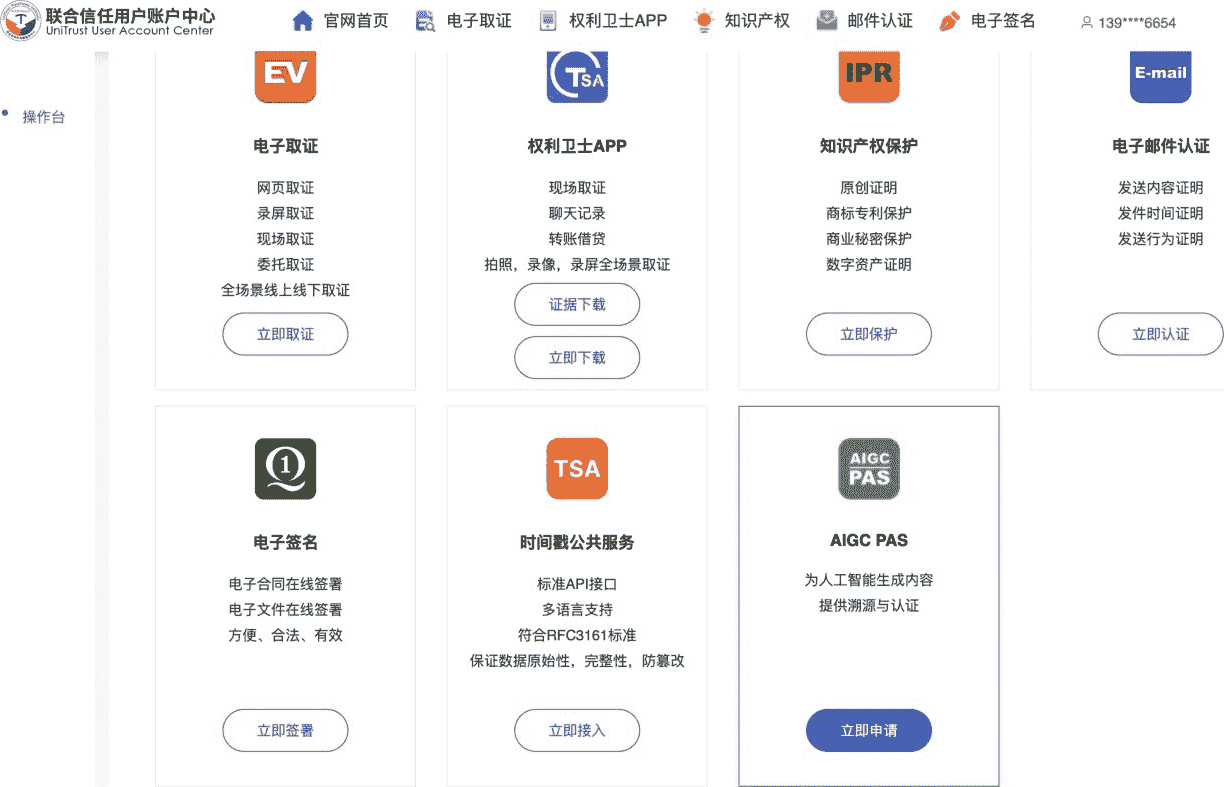 联合信任用户账户中心
UniTrust User Account Center
官网首页
电子取证
权利卫士APP
知识产权
邮件认证
电子签名
139****6654
操作台
EV
电子取证
网页取证
录屏取证
现场取证
委托取证
全场景线上线下取证
立即取证
TSA
权利卫士APP
现场取证
聊天记录
转账借贷
拍照，录像，录屏全场景取证
证据下载
立即下载
IPR
知识产权保护
原创证明
商标专利保护
商业秘密保护
数字资产证明
立即保护
E-mail
电子邮件认证
发送内容证明
发件时间证明
发送行为证明
立即认证
1
电子签名
电子合同在线签署
电子文件在线签署
方便、合法、有效
立即签署
TSA
时间戳公共服务
标准API接口
多语言支持
符合RFC3161标准
保证数据原始性，完整性，防篡改
立即接入
AIGC
PAS
AIGC PAS
为人工智能生成内容
提供溯源与认证
立即申请